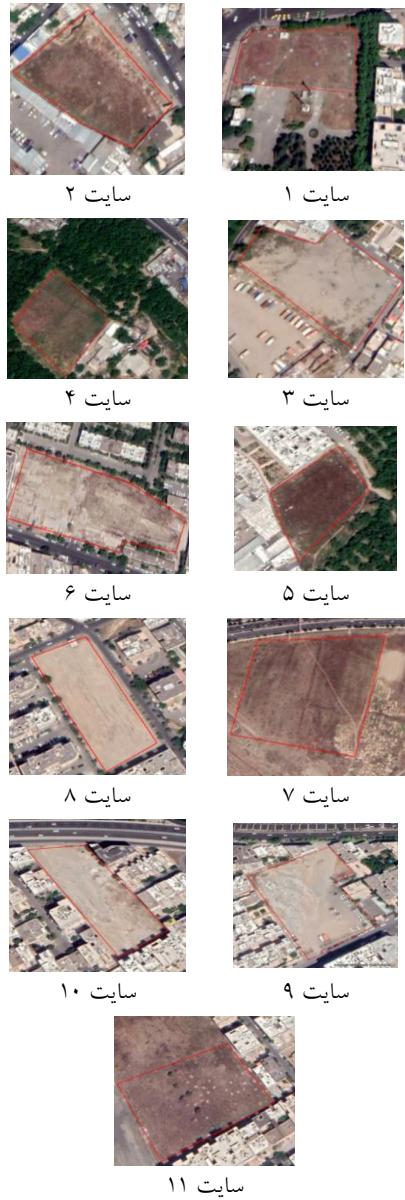 سایت ۱
سایت ۲
سایت ۳
سایت ۴
سایت ۵
سایت ۶
سایت ۷
سایت ۸
سایت ۹
سایت ۱۰
سایت ۱۱